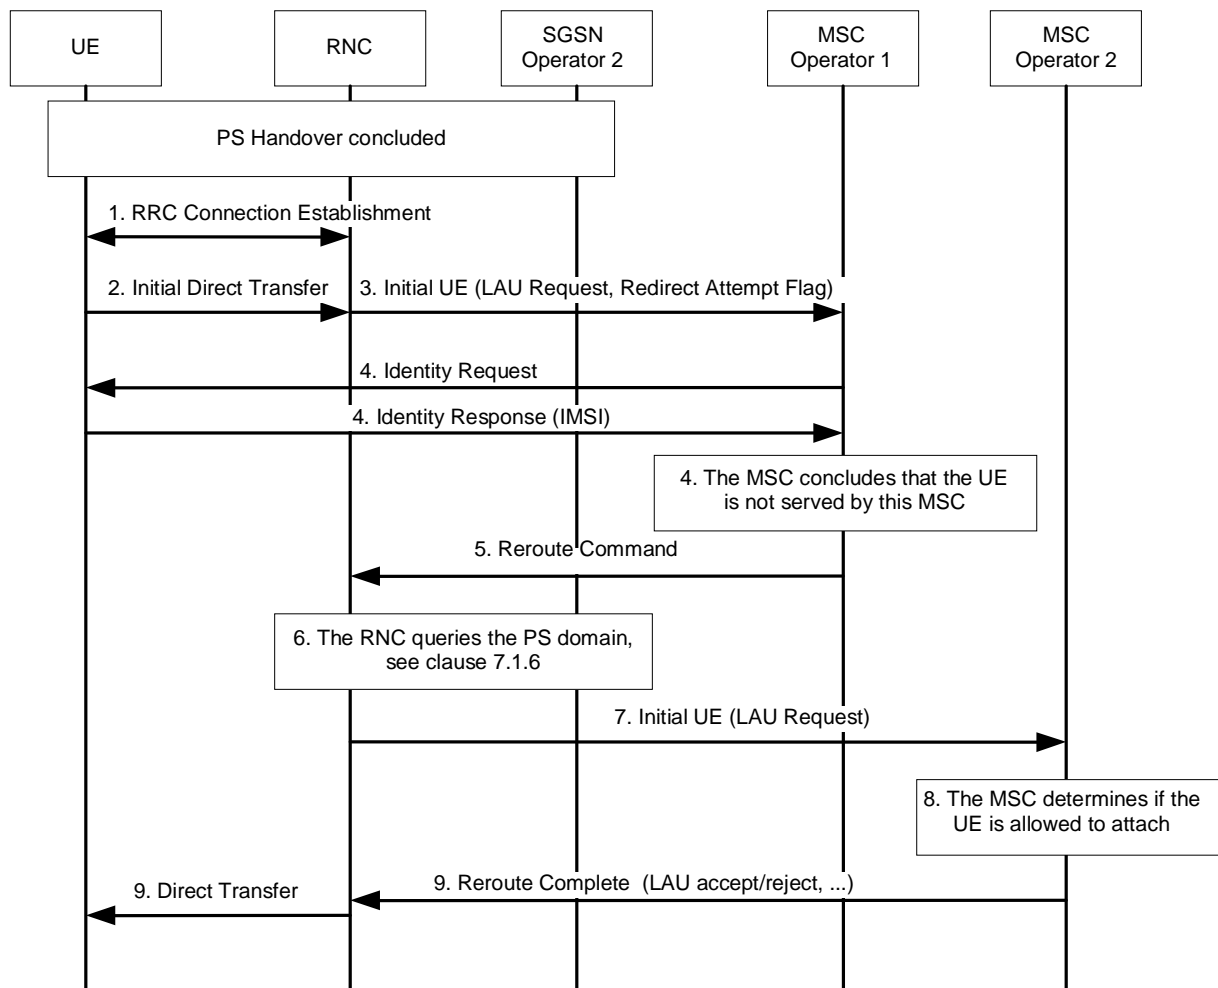 UE
RNC
SGSN
Operator 2
MSC
Operator 1
MSC
Operator 2
PS Handover concluded
1. RRC Connection Establishment
2. Initial Direct Transfer
3. Initial UE (LAU Request, Redirect Attempt Flag)
4. Identity Request
4. Identity Response (IMSI)
4. The MSC concludes that the UE
is not served by this MSC
5. Reroute Command
6. The RNC queries the PS domain,
see clause 7.1.6
7. Initial UE (LAU Request)
8. The MSC determines if the
UE is allowed to attach
9. Direct Transfer
9. Reroute Complete (LAU accept/reject, ...)